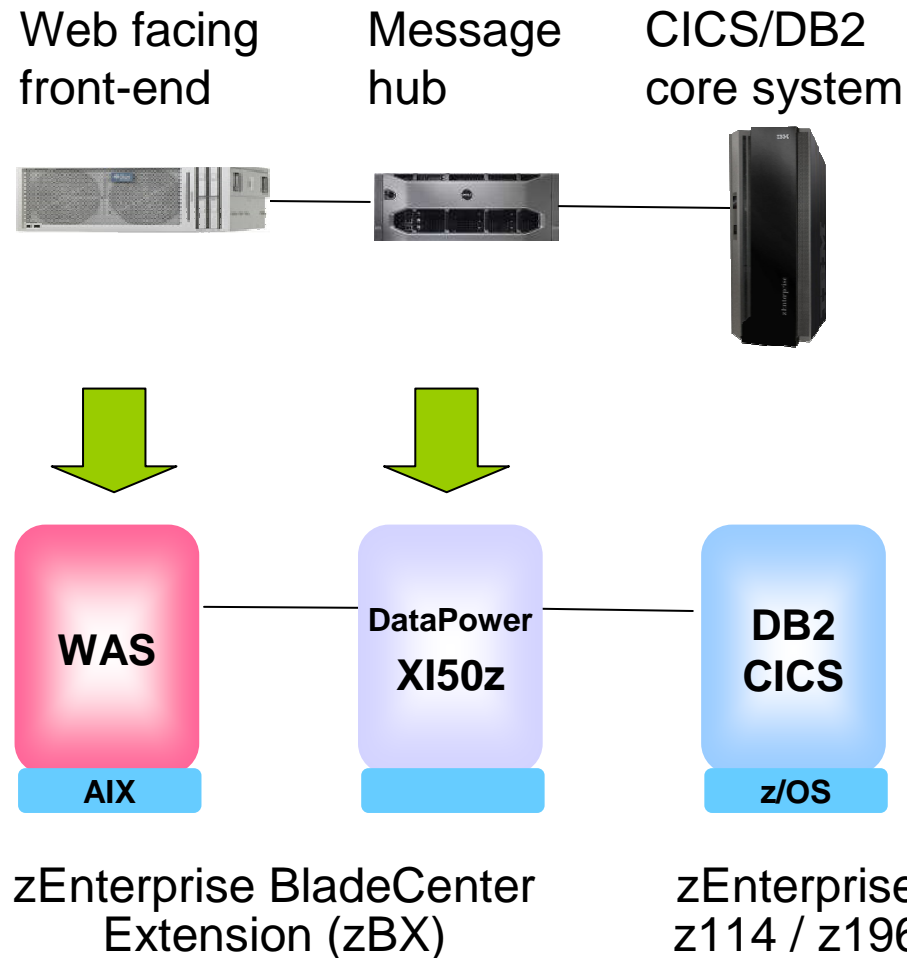 Web facing
front-end
Message
hub
CICS/DB2
core system
WAS
DataPower
XI50z
DB2
CICS
AIX
z/OS
zEnterprise BladeCenter
Extension (zBX)
zEnterprise
z114 / z196